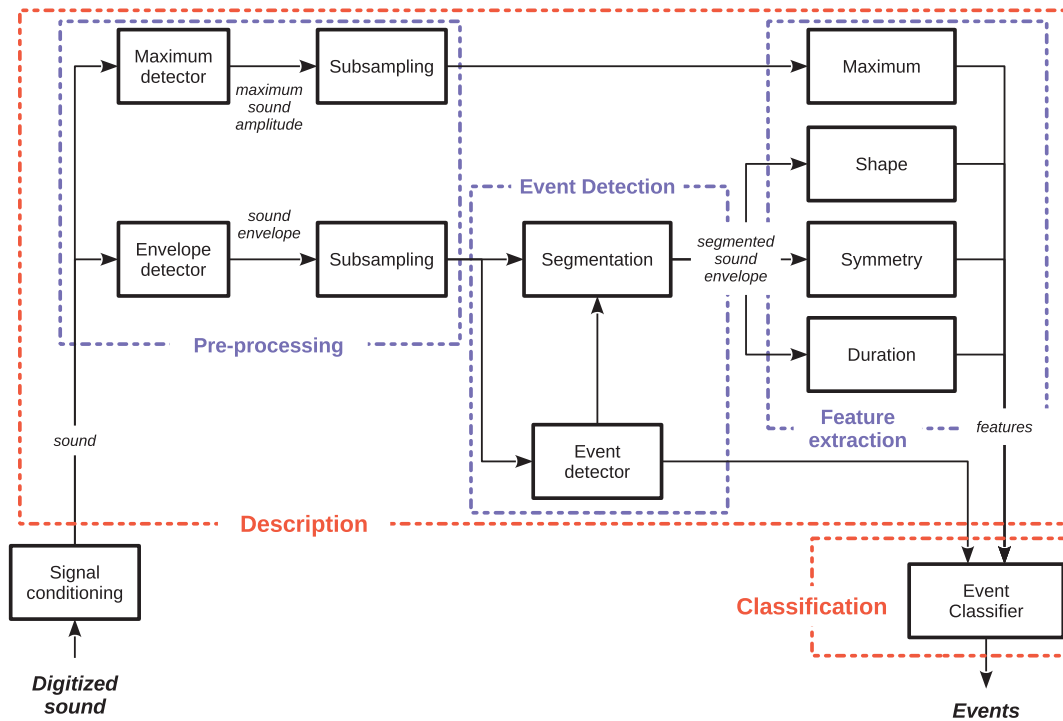 Maximum
detector
maximum
sound
amplitude
Subsampling
Maximum
Shape
Event Detection
sound
envelope
Envelope
detector
Subsampling
Segmentation
segmented
sound
envelope
Symmetry
Pre-processing
Duration
Feature
extraction
features
sound
Event
detector
Description
Signal
conditioning
Classification
Event
Classifier
Digitized
sound
Events